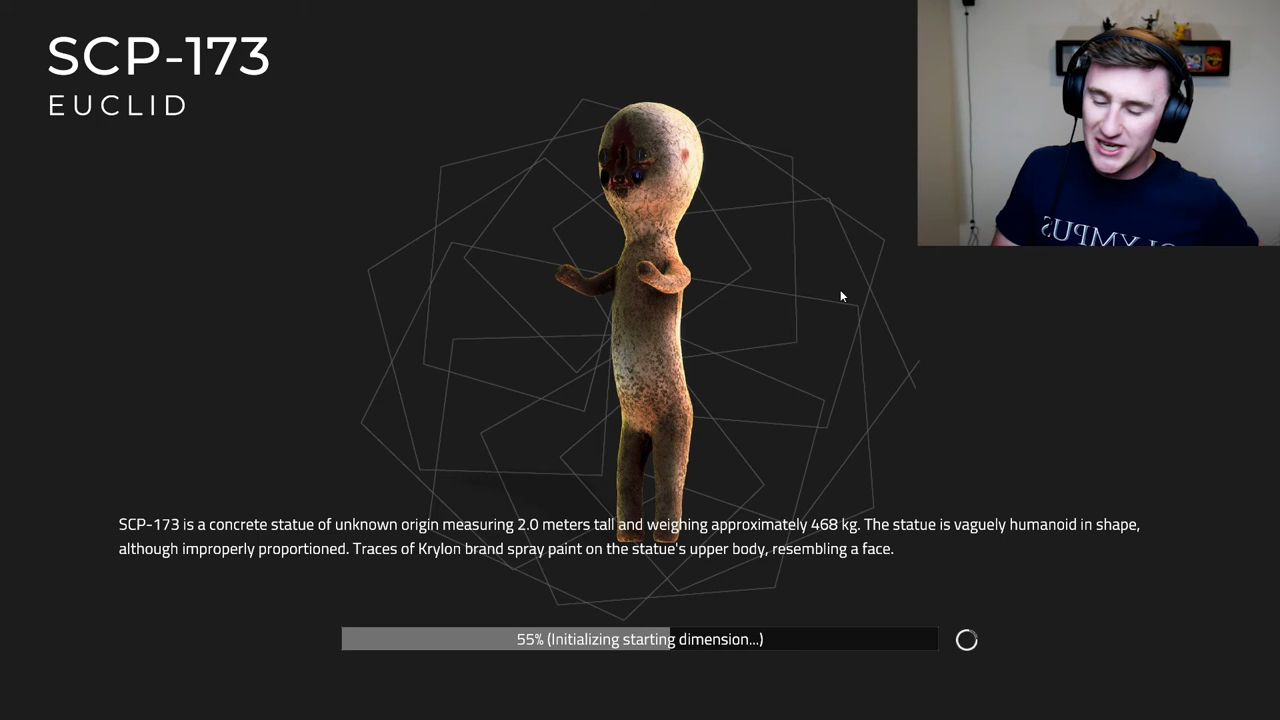 SCP-173
EUCLID
OLYMPUS
SCP-173 is a concrete statue of unknown origin measuring 2.0 meters tall and weighing approximately 468 kg. The statue is vaguely humanoid in shape,
although improperly proportioned. Traces of Krylon brand spray paint on the statue's upper body, resembling a face.
55% (Initializing starting dimension...)